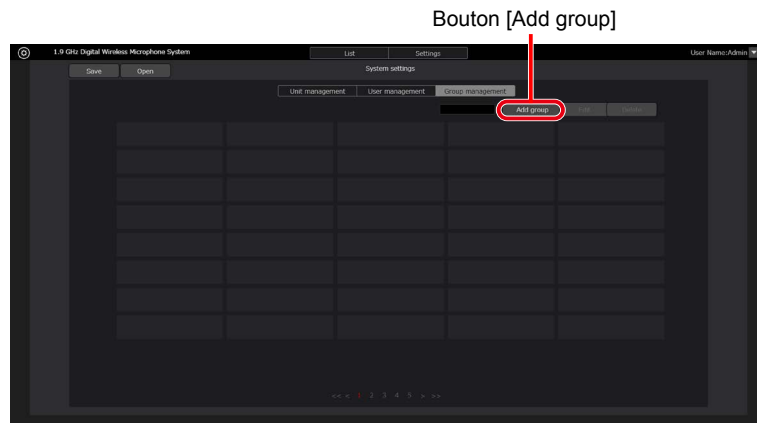 Bouton [Add group]
1.9 GHz Digital Wireless Microphone System List Settings User Name:Admin
Save Open System settings
Unit management User management Group management
Add group Edit Delete
<< < 1 2 3 4 5 > >>